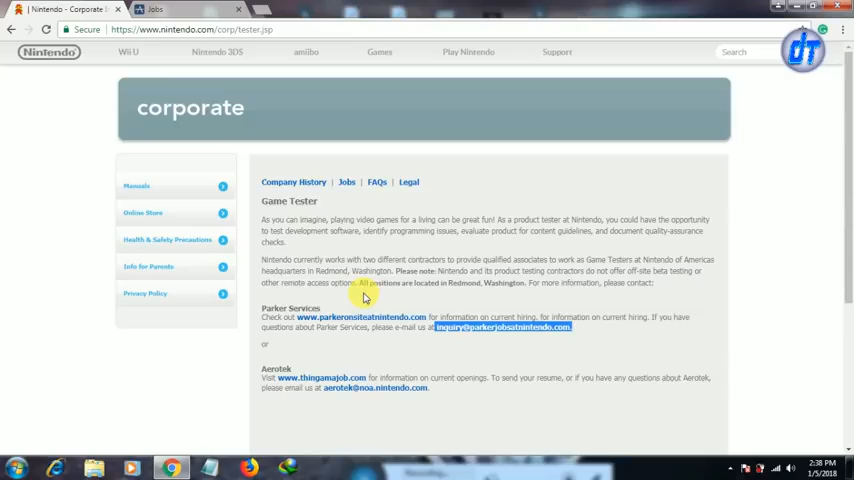 | Nintendo - Corporate I
Jobs
Secure
https://www.nintendo.com/corp/tester.jsp
Nintendo
Wii U
Nintendo 3DS
amiibo
Games
Play Nintendo
Support
Search
dT
corporate
Manuals
Online Store
Health & Safety Precautions
Info for Parents
Privacy Policy
Company History | Jobs | FAQs | Legal
Game Tester
As you can imagine, playing video games for a living can be great fun! As a product tester at Nintendo, you could have the opportunity
to test development software, identify programming issues, evaluate product for content guidelines, and document quality-assurance
checks.
Nintendo currently works with two different contractors to provide qualified associates to work as Game Testers at Nintendo of Americas
headquarters in Redmond, Washington. Please note: Nintendo and its product testing contractors do not offer off-site beta testing or
other remote access options. All positions are located in Redmond, Washington. For more information, please contact:
Parker Services
Check out www.parkeronsiteatnintendo.com for information on current hiring. for information on current hiring. If you have
questions about Parker Services, please e-mail us at inquiry@parkerjobsatnintendo.com.
or
Aerotek
Visit www.thingamajob.com for information on current openings. To send your resume, or if you have any questions about Aerotek,
please email us at aerotek@noa.nintendo.com.
Recording...
2:38 PM
1/5/2018